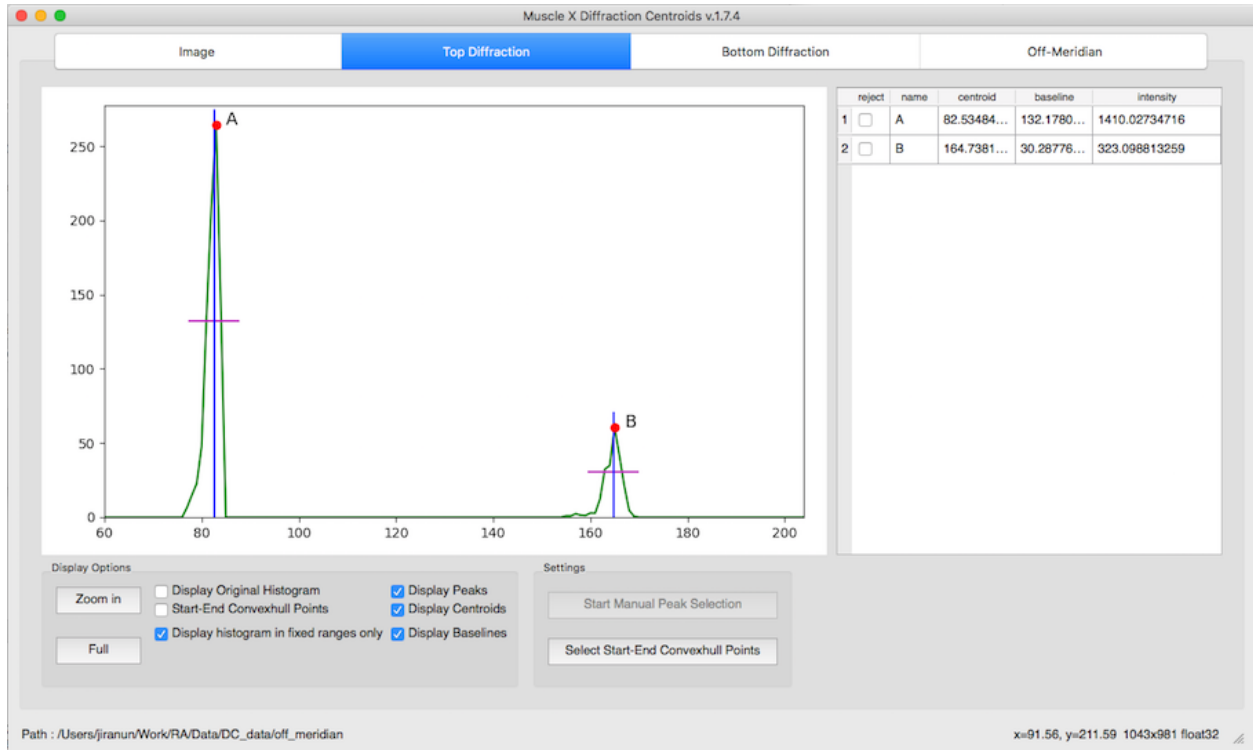 Muscle X Diffraction Centroids v.1.7.4
Image Top Diffraction Bottom Diffraction Off-Meridian
reject name centroid baseline intensity
1 A 82.53484... 132.1780... 1410.02734716
2 B 164.7381... 30.28776... 323.098813259
A
B
250
200
150
100
50
0
60 80 100 120 140 160 180 200
Display Options
Zoom in
Full
Display Original Histogram
Start-End Convexhull Points
Display histogram in fixed ranges only
Display Peaks
Display Centroids
Display Baselines
Settings
Start Manual Peak Selection
Select Start-End Convexhull Points
Path : /Users/jiranun/Work/RA/Data/DC_data/off_meridian
x=91.56, y=211.59 1043x981 float32